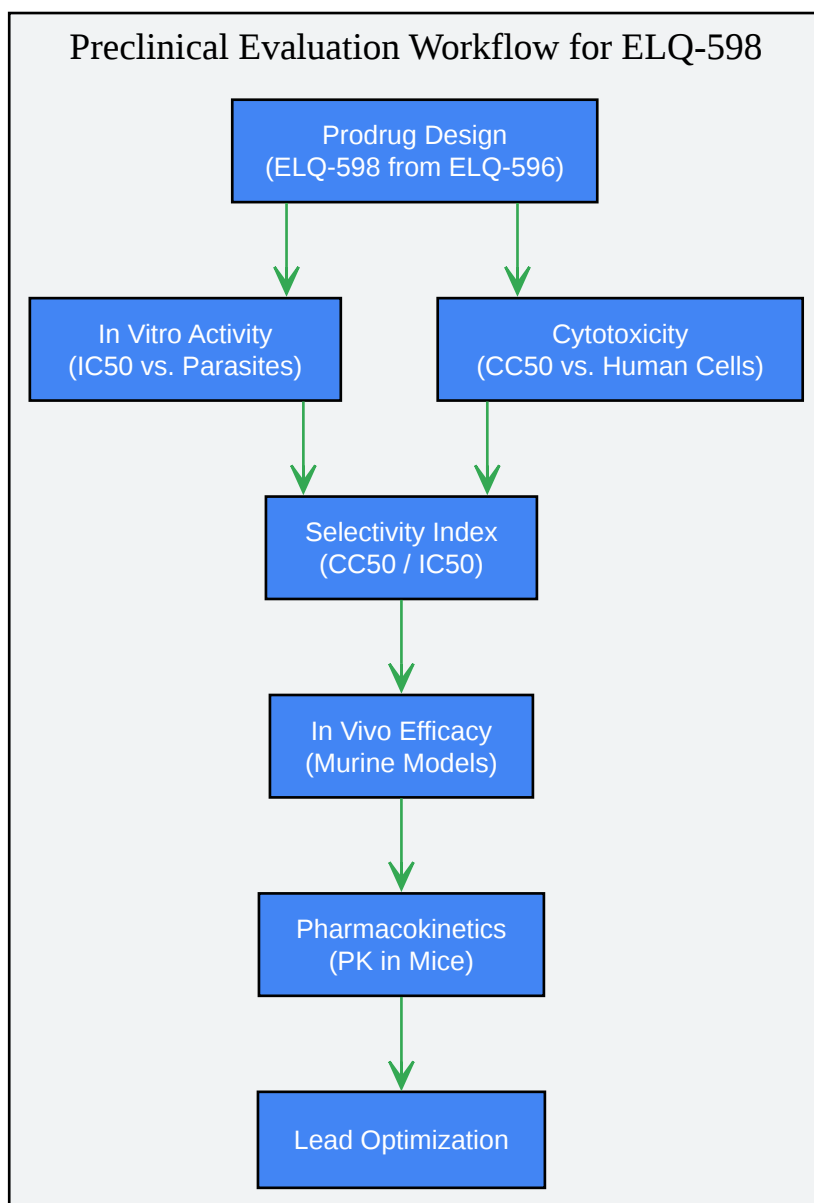 Preclinical Evaluation Workflow for ELQ-598
Prodrug Design
(ELQ-598 from ELQ-596)
In Vitro Activity
(IC50 vs. Parasites)
Cytotoxicity
(CC50 vs. Human Cells)
Selectivity Index
(CC50 / IC50)
In Vivo Efficacy
(Murine Models)
Pharmacokinetics
(PK in Mice)
Lead Optimization